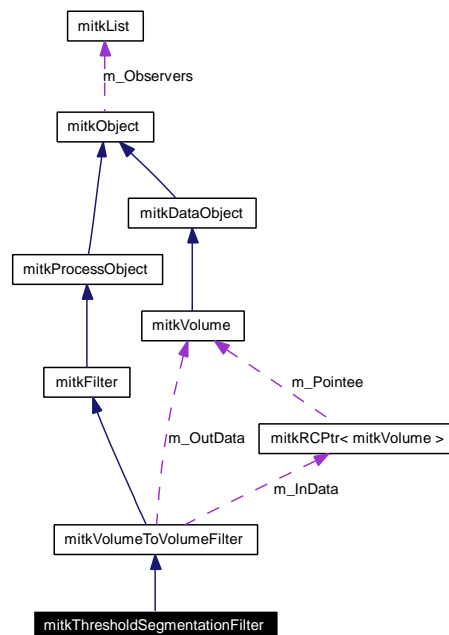 mitkList
m_Observers
mitkObject
mitkDataObject
mitkProcessObject
mitkVolume
mitkFilter
m_Pointee
m_OutData
mitkRCPtr< mitkVolume >
m_InData
mitkVolumeToVolumeFilter
mitkThresholdSegmentationFilter